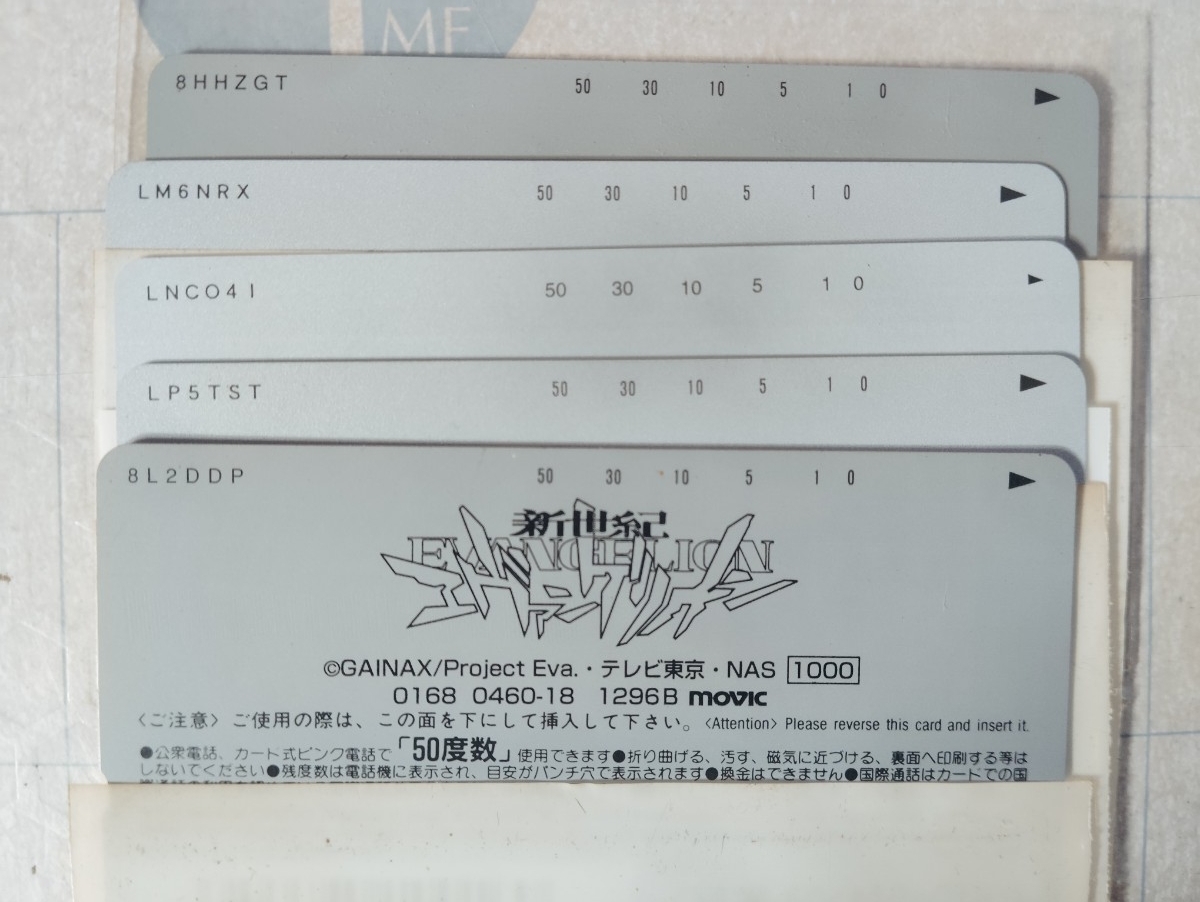 ME
8HHZGT 50 30 10 5 1 0 ▶
LM6NRX 50 30 10 5 1 0 ▶
LNCO4I 50 30 10 5 1 0 ▶
LP5TST 50 30 10 5 1 0 ▶
8L2DDP 50 30 10 5 1 0 ▶
新世紀
EVANGELION
エヴァンゲリオン
©GAINAX/Project Eva.・テレビ東京・NAS 1000
0168 0460-18 1296B movic
〈ご注意〉ご使用の際は、この面を下にして挿入して下さい。〈Attention〉Please reverse this card and insert it.
●公衆電話、カード式ピンク電話で「50度数」使用できます●折り曲げる、汚す、磁気に近づける、裏面へ印刷する等は
しないでください●残度数は電話機に表示され、目安がパンチ穴で表示されます●換金はできません●国際通話はカードでの国